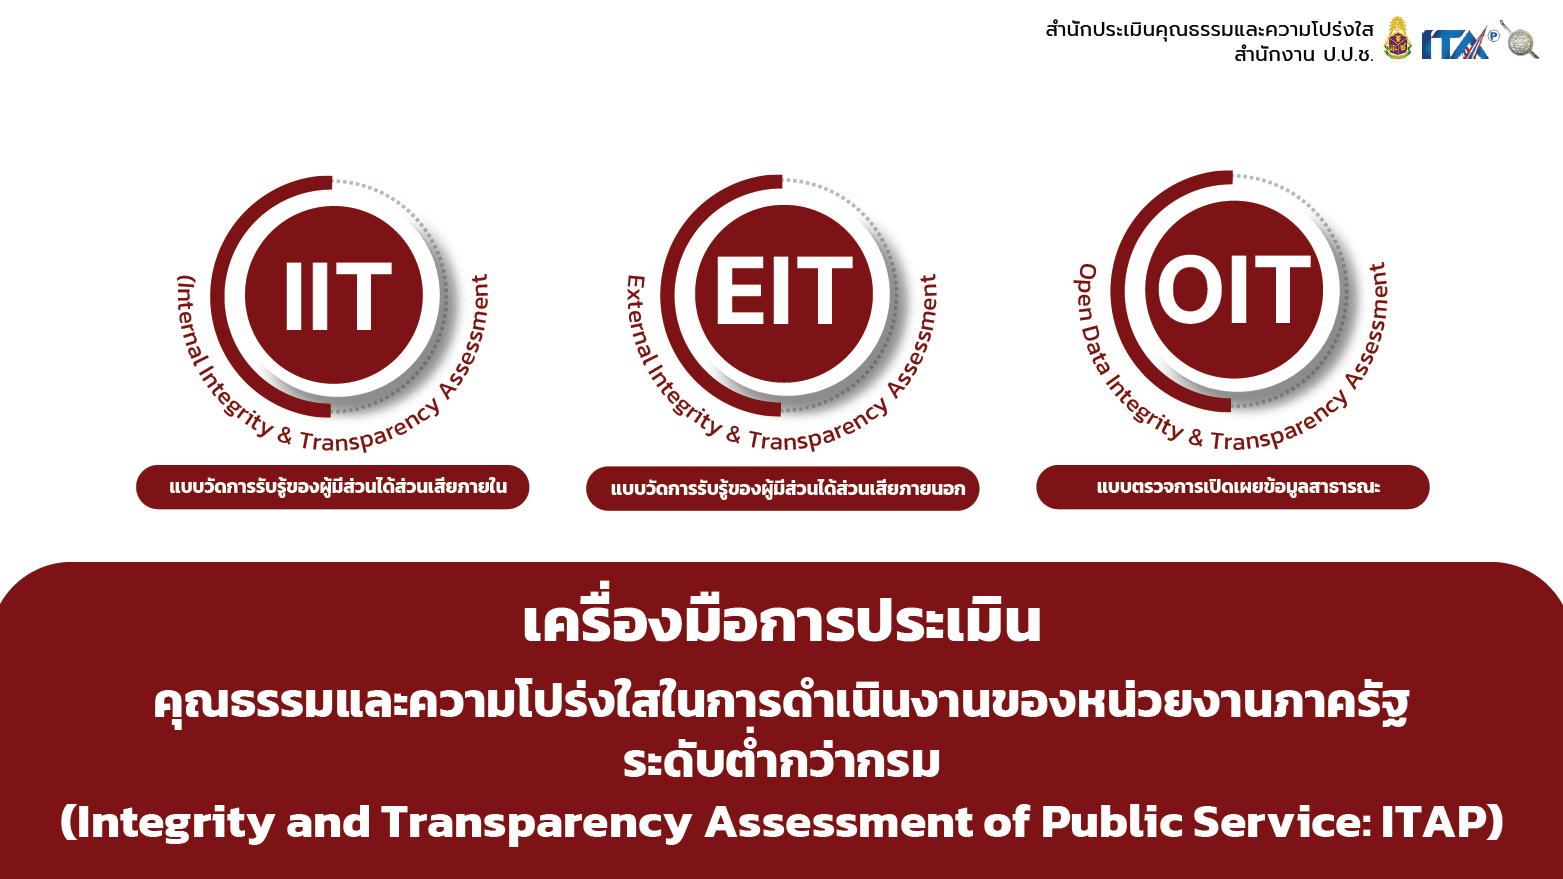 สำนักประเมินคุณธรรมและความโปร่งใส
สำนักงาน ป.ป.ช.
ITA P
IIT
(Internal Integrity & Transparency Assessment
แบบวัดการรับรู้ของผู้มีส่วนได้ส่วนเสียภายใน
EIT
External Integrity & Transparency Assessment
แบบวัดการรับรู้ของผู้มีส่วนได้ส่วนเสียภายนอก
OIT
Open Data Integrity & Transparency Assessment
แบบตรวจการเปิดเผยข้อมูลสาธารณะ
เครื่องมือการประเมิน
คุณธรรมและความโปร่งใสในการดำเนินงานของหน่วยงานภาครัฐ
ระดับต่ำกว่ากรม
(Integrity and Transparency Assessment of Public Service: ITAP)